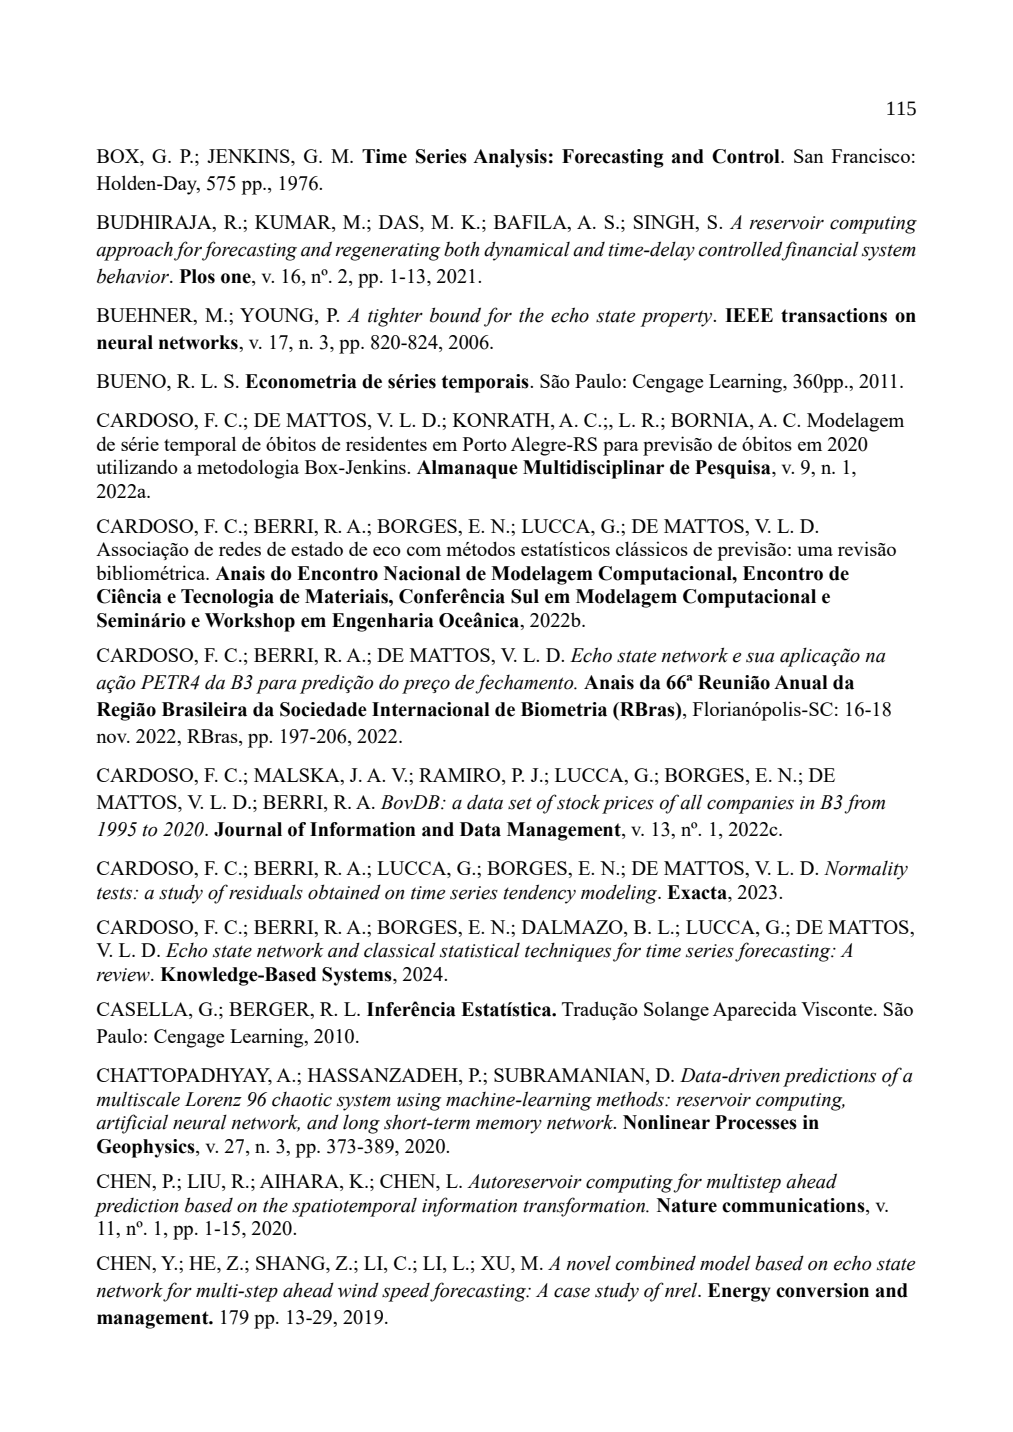 115
BOX, G. P.; JENKINS, G. M. Time Series Analysis: Forecasting and Control. San Francisco:
Holden-Day, 575 pp., 1976.
BUDHIRAJA, R.; KUMAR, M.; DAS, M. K.; BAFILA, A. S.; SINGH, S. A reservoir computing
approach for forecasting and regenerating both dynamical and time-delay controlled financial system
behavior. Plos one, v. 16, nº. 2, pp. 1-13, 2021.
BUEHNER, M.; YOUNG, P. A tighter bound for the echo state property. IEEE transactions on
neural networks, v. 17, n. 3, pp. 820-824, 2006.
BUENO, R. L. S. Econometria de séries temporais. São Paulo: Cengage Learning, 360pp., 2011.
CARDOSO, F. C.; DE MATTOS, V. L. D.; KONRATH, A. C.;, L. R.; BORNIA, A. C. Modelagem
de série temporal de óbitos de residentes em Porto Alegre-RS para previsão de óbitos em 2020
utilizando a metodologia Box-Jenkins. Almanaque Multidisciplinar de Pesquisa, v. 9, n. 1,
2022a.
CARDOSO, F. C.; BERRI, R. A.; BORGES, E. N.; LUCCA, G.; DE MATTOS, V. L. D.
Associação de redes de estado de eco com métodos estatísticos clássicos de previsão: uma revisão
bibliométrica. Anais do Encontro Nacional de Modelagem Computacional, Encontro de
Ciência e Tecnologia de Materiais, Conferência Sul em Modelagem Computacional e
Seminário e Workshop em Engenharia Oceânica, 2022b.
CARDOSO, F. C.; BERRI, R. A.; DE MATTOS, V. L. D. Echo state network e sua aplicação na
ação PETR4 da B3 para predição do preço de fechamento. Anais da 66ª Reunião Anual da
Região Brasileira da Sociedade Internacional de Biometria (RBras), Florianópolis-SC: 16-18
nov. 2022, RBras, pp. 197-206, 2022.
CARDOSO, F. C.; MALSKA, J. A. V.; RAMIRO, P. J.; LUCCA, G.; BORGES, E. N.; DE
MATTOS, V. L. D.; BERRI, R. A. BovDB: a data set of stock prices of all companies in B3 from
1995 to 2020. Journal of Information and Data Management, v. 13, nº. 1, 2022c.
CARDOSO, F. C.; BERRI, R. A.; LUCCA, G.; BORGES, E. N.; DE MATTOS, V. L. D. Normality
tests: a study of residuals obtained on time series tendency modeling. Exacta, 2023.
CARDOSO, F. C.; BERRI, R. A.; BORGES, E. N.; DALMAZO, B. L.; LUCCA, G.; DE MATTOS,
V. L. D. Echo state network and classical statistical techniques for time series forecasting: A
review. Knowledge-Based Systems, 2024.
CASELLA, G.; BERGER, R. L. Inferência Estatística. Tradução Solange Aparecida Visconte. São
Paulo: Cengage Learning, 2010.
CHATTOPADHYAY, A.; HASSANZADEH, P.; SUBRAMANIAN, D. Data-driven predictions of a
multiscale Lorenz 96 chaotic system using machine-learning methods: reservoir computing,
artificial neural network, and long short-term memory network. Nonlinear Processes in
Geophysics, v. 27, n. 3, pp. 373-389, 2020.
CHEN, P.; LIU, R.; AIHARA, K.; CHEN, L. Autoreservoir computing for multistep ahead
prediction based on the spatiotemporal information transformation. Nature communications, v.
11, nº. 1, pp. 1-15, 2020.
CHEN, Y.; HE, Z.; SHANG, Z.; LI, C.; LI, L.; XU, M. A novel combined model based on echo state
network for multi-step ahead wind speed forecasting: A case study of nrel. Energy conversion and
management. 179 pp. 13-29, 2019.